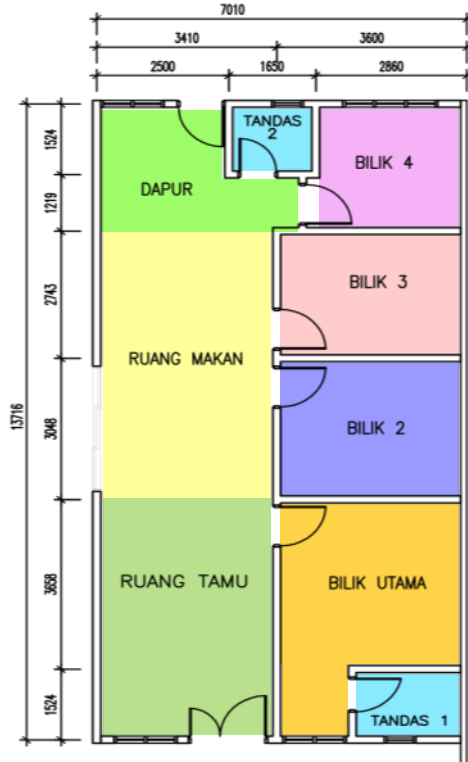 7010
3410 3600
2500 1650 2860
1524
TANDAS
2
BILIK 4
DAPUR
1219
2743
BILIK 3
RUANG MAKAN
13716
3048
BILIK 2
3658
RUANG TAMU
BILIK UTAMA
1524
TANDAS 1